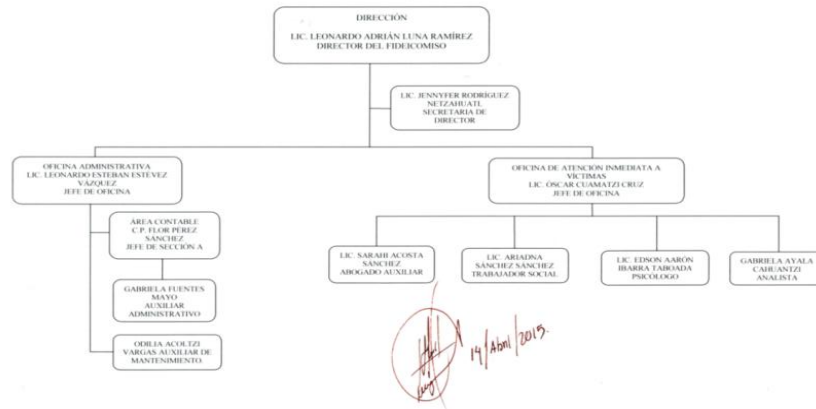 DIRECCIÓN
LIC. LEONARDO ADRIÁN LUNA RAMÍREZ
DIRECTOR DEL FIDEICOMISO
LIC. JENNYFER RODRÍGUEZ
NETZAHUATL
SECRETARIA DE
DIRECTOR
OFICINA ADMINISTRATIVA
LIC. LEONARDO ESTEBAN ESTÉVEZ
VÁZQUEZ
JEFE DE OFICINA
ÁREA CONTABLE
C.P. FLOR PÉREZ
SÁNCHEZ
JEFE DE SECCIÓN A
GABRIELA FUENTES
MAYO
AUXILIAR
ADMINISTRATIVO
ODILIA ACOLTZI
VARGAS AUXILIAR DE
MANTENIMIENTO.
OFICINA DE ATENCIÓN INMEDIATA A
VÍCTIMAS
LIC. ÓSCAR CUAMATZI CRUZ
JEFE DE OFICINA
LIC. SARAHI ACOSTA
SÁNCHEZ
ABOGADO AUXILIAR
LIC. ARIADNA
SÁNCHEZ SÁNCHEZ
TRABAJADOR SOCIAL
LIC. EDSON AARÓN
IBARRA TABOADA
PSICÓLOGO
GABRIELA AYALA
CAHUANTZI
ANALISTA
14/Abril/2015.